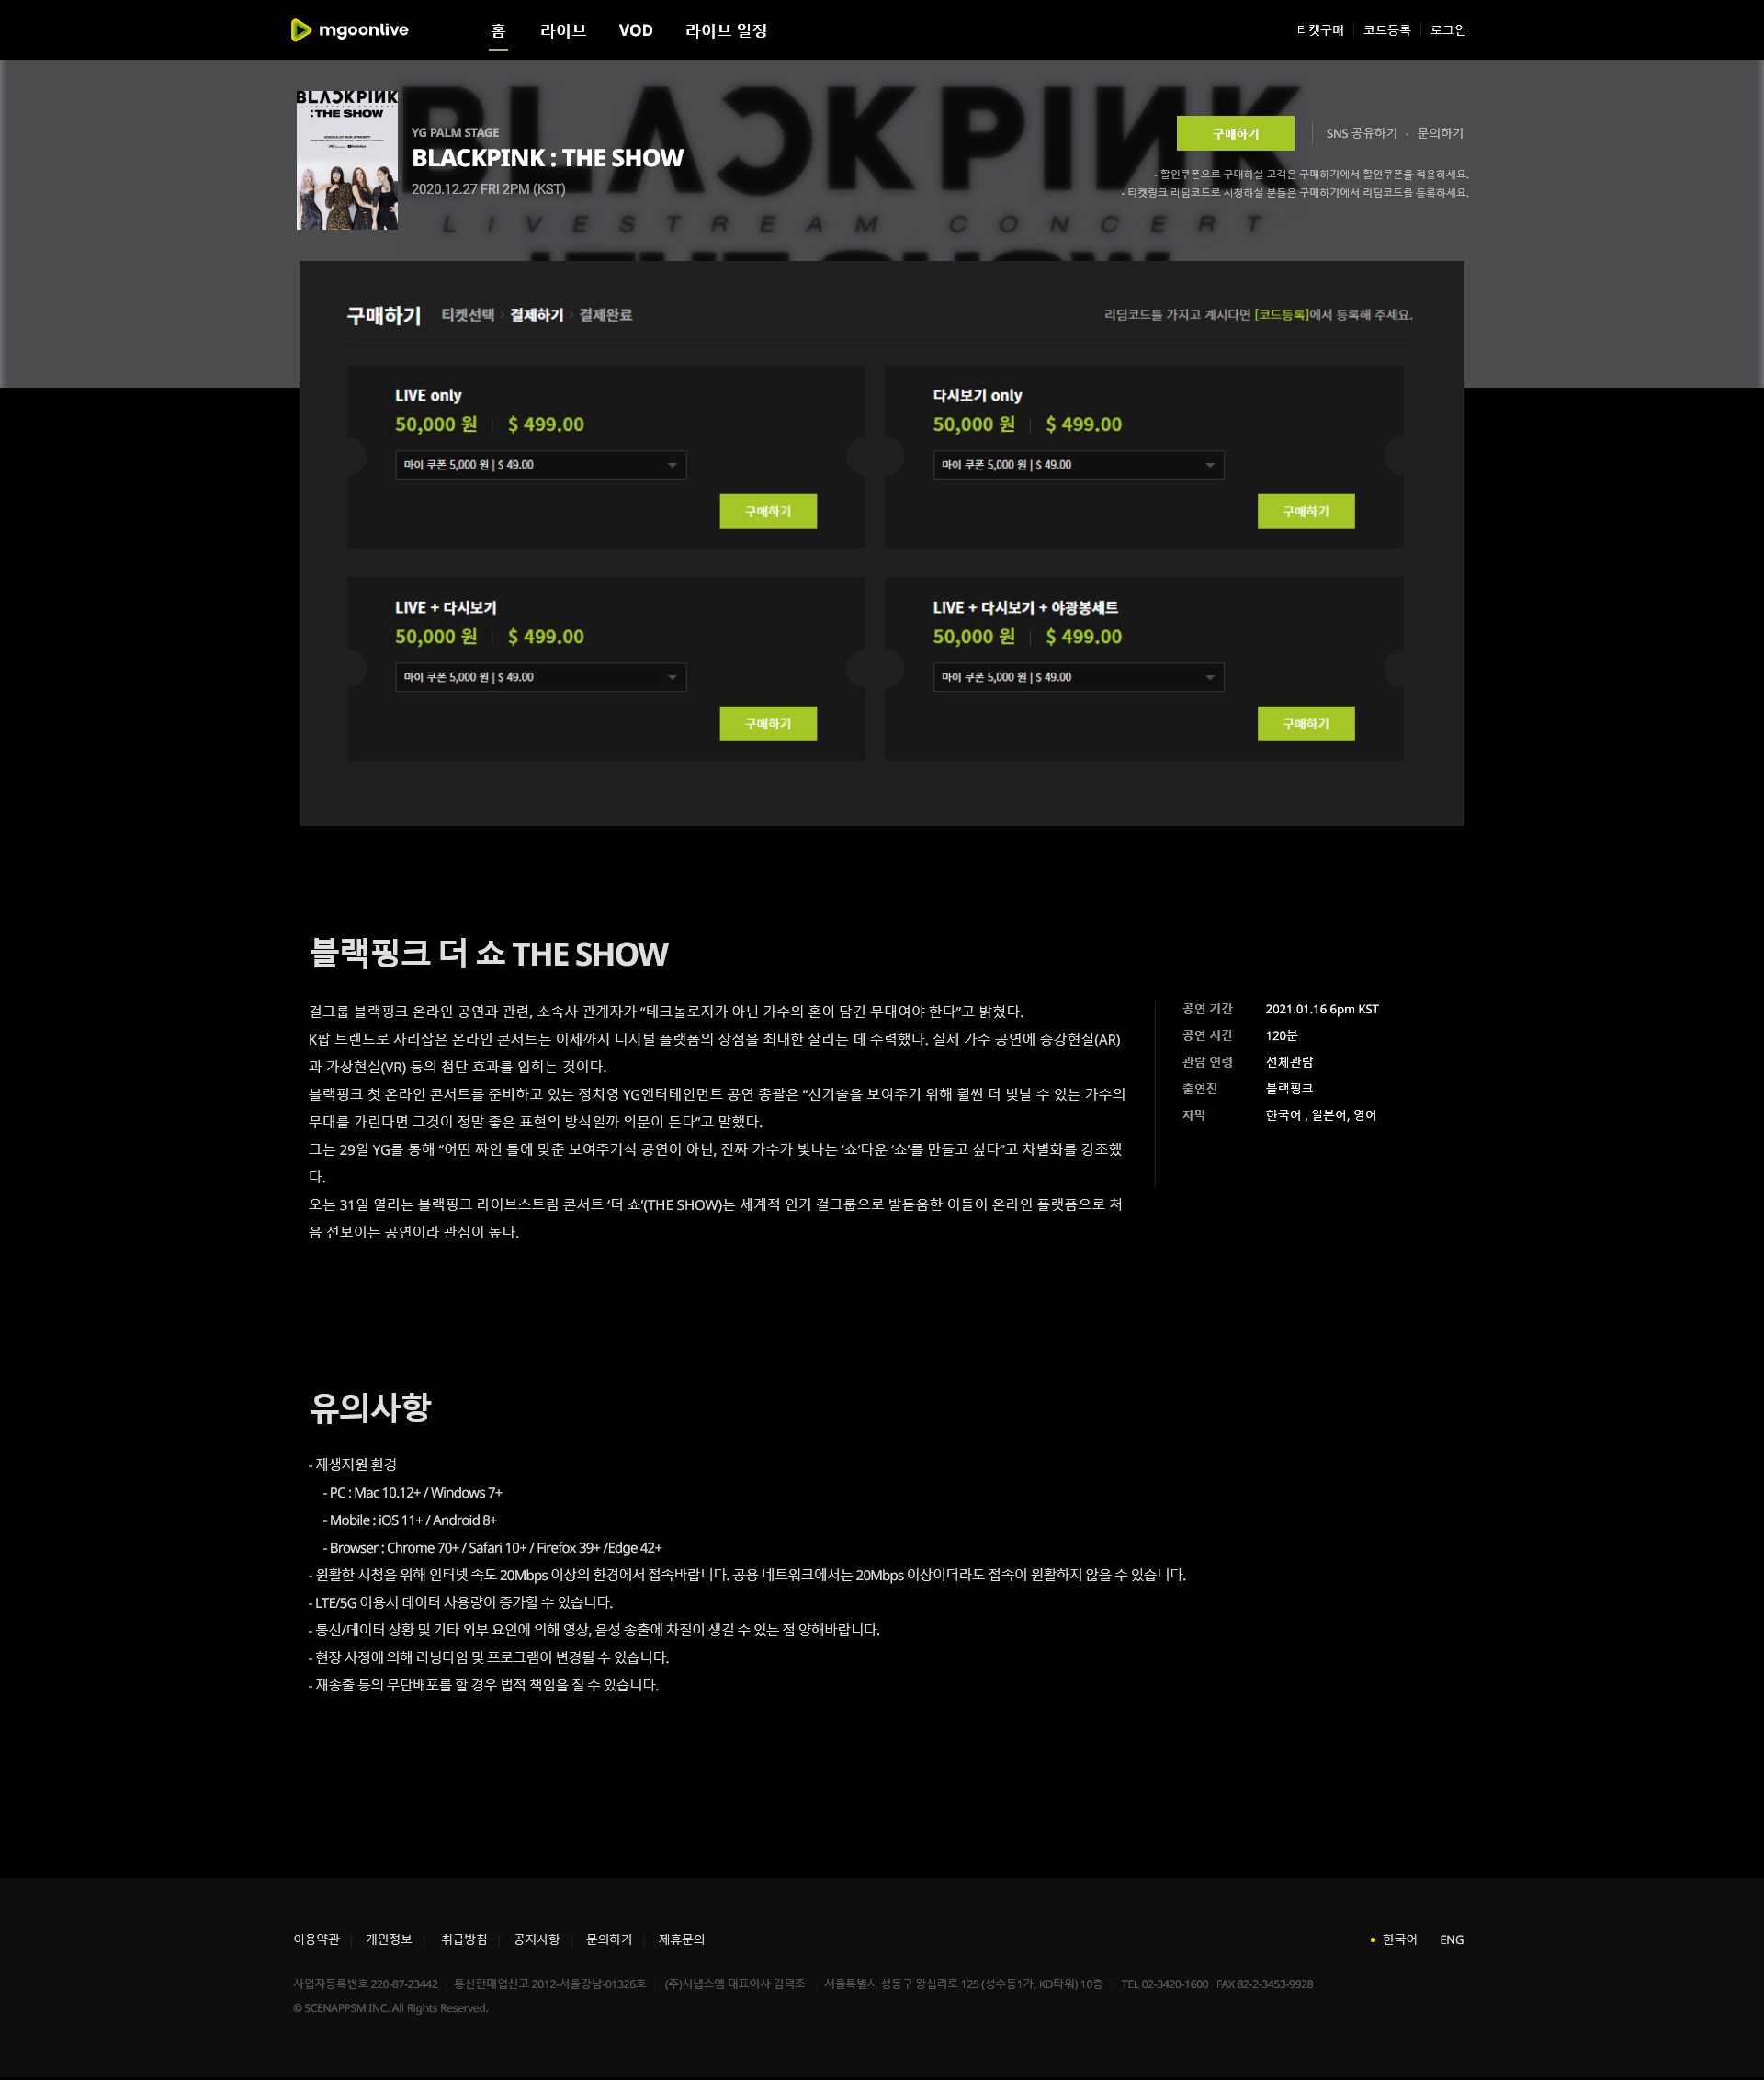 mgoonlive 홈 라이브 VOD 라이브 일정 티켓구매 코드등록 로그인
BLACKPINK
LIVESTREAM CONCERT
: THE SHOW
BLACKPINK
: THE SHOW
YG PALM STAGE
BLACKPINK : THE SHOW
2020.12.27 FRI 2PM (KST)
구매하기 SNS 공유하기 • 문의하기
- 할인쿠폰으로 구매하실 고객은 구매하기에서 할인쿠폰을 적용하세요.
- 티켓링크 리딤코드로 시청하실 분들은 구매하기에서 리딤코드를 등록하세요.
구매하기 티켓선택 > 결제하기 > 결제완료 리딤코드를 가지고 계시다면 [코드등록]에서 등록해 주세요.
LIVE only
50,000 원 | $ 499.00
마이 쿠폰 5,000 원 | $ 49.00
구매하기
다시보기 only
50,000 원 | $ 499.00
마이 쿠폰 5,000 원 | $ 49.00
구매하기
LIVE + 다시보기
50,000 원 | $ 499.00
마이 쿠폰 5,000 원 | $ 49.00
구매하기
LIVE + 다시보기 + 야광봉세트
50,000 원 | $ 499.00
마이 쿠폰 5,000 원 | $ 49.00
구매하기
블랙핑크 더 쇼 THE SHOW
걸그룹 블랙핑크 온라인 공연과 관련, 소속사 관계자가 “테크놀로지가 아닌 가수의 혼이 담긴 무대여야 한다”고 밝혔다.
K팝 트렌드로 자리잡은 온라인 콘서트는 이제까지 디지털 플랫폼의 장점을 최대한 살리는 데 주력했다. 실제 가수 공연에 증강현실(AR)
과 가상현실(VR) 등의 첨단 효과를 입히는 것이다.
블랙핑크 첫 온라인 콘서트를 준비하고 있는 정치영 YG엔터테인먼트 공연 총괄은 “신기술을 보여주기 위해 훨씬 더 빛날 수 있는 가수의
무대를 가린다면 그것이 정말 좋은 표현의 방식일까 의문이 든다”고 말했다.
그는 29일 YG를 통해 “어떤 짜인 틀에 맞춘 보여주기식 공연이 아닌, 진짜 가수가 빛나는 ‘쇼’다운 ‘쇼’를 만들고 싶다”고 차별화를 강조했
다.
오는 31일 열리는 블랙핑크 라이브스트림 콘서트 ‘더 쇼’(THE SHOW)는 세계적 인기 걸그룹으로 발돋움한 이들이 온라인 플랫폼으로 처
음 선보이는 공연이라 관심이 높다.
공연 기간 2021.01.16 6pm KST
공연 시간 120분
관람 연령 전체관람
출연진 블랙핑크
자막 한국어 , 일본어, 영어
유의사항
- 재생지원 환경
- PC : Mac 10.12+ / Windows 7+
- Mobile : iOS 11+ / Android 8+
- Browser : Chrome 70+ / Safari 10+ / Firefox 39+ /Edge 42+
- 원활한 시청을 위해 인터넷 속도 20Mbps 이상의 환경에서 접속바랍니다. 공용 네트워크에서는 20Mbps 이상이더라도 접속이 원활하지 않을 수 있습니다.
- LTE/5G 이용시 데이터 사용량이 증가할 수 있습니다.
- 통신/데이터 상황 및 기타 외부 요인에 의해 영상, 음성 송출에 차질이 생길 수 있는 점 양해바랍니다.
- 현장 사정에 의해 러닝타임 및 프로그램이 변경될 수 있습니다.
- 재송출 등의 무단배포를 할 경우 법적 책임을 질 수 있습니다.
이용약관 | 개인정보 | 취급방침 | 공지사항 | 문의하기 | 제휴문의 • 한국어 ENG
사업자등록번호 220-87-23442 통신판매업신고 2012-서울강남-01326호 (주)시냅스엠 대표이사 김덕조 서울특별시 성동구 왕십리로 125 (성수동1가, KD타워) 10층 TEL 02-3420-1600 FAX 82-2-3453-9928
© SCENAPPSM INC. All Rights Reserved.